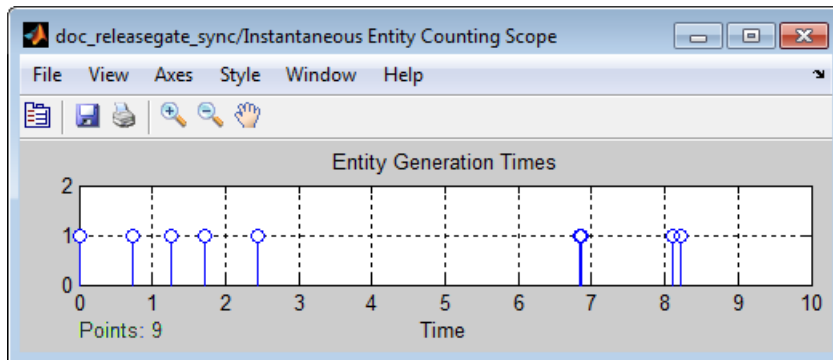 doc_releasegate_sync/Instantaneous Entity Counting Scope
File View Axes Style Window Help
Entity Generation Times
2
1
0
0 1 2 3 4 5 6 7 8 9 10
Points: 9 Time